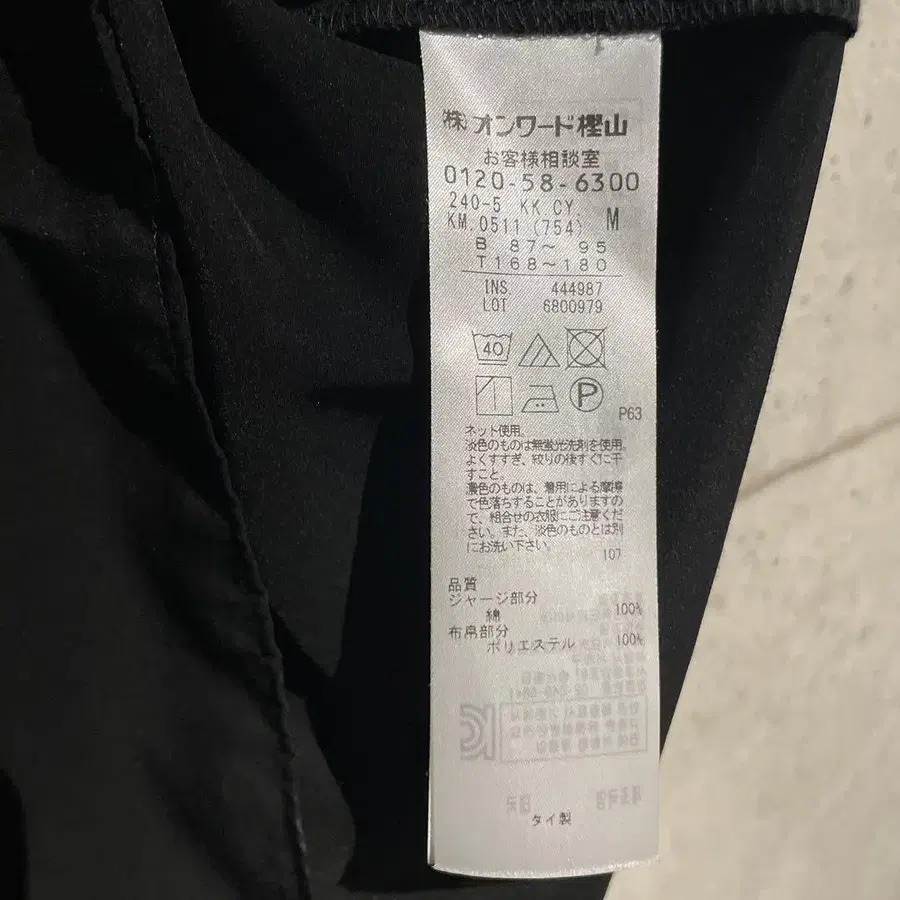 ㈱オンワード樫山
お客様相談室
0120-58-6300
240-5 KK CY. M
KM.0511 (754)
B 87〜 95
T168〜180
INS. 444987
LOT 6800979
40
P
P63
ネット使用。
淡色のものは無蛍光洗剤を使用。
よくすすぎ、絞りの後すぐに干
すこと。
濃色のものは、着用による摩擦
で色落ちすることがありますの
で、組合せの衣服にご注意くだ
さい。また、淡色のものとは別
にお洗い下さい。
107
品質
ジャージ部分
綿 100%
布帛部分
ポリエステル 100%
タイ製